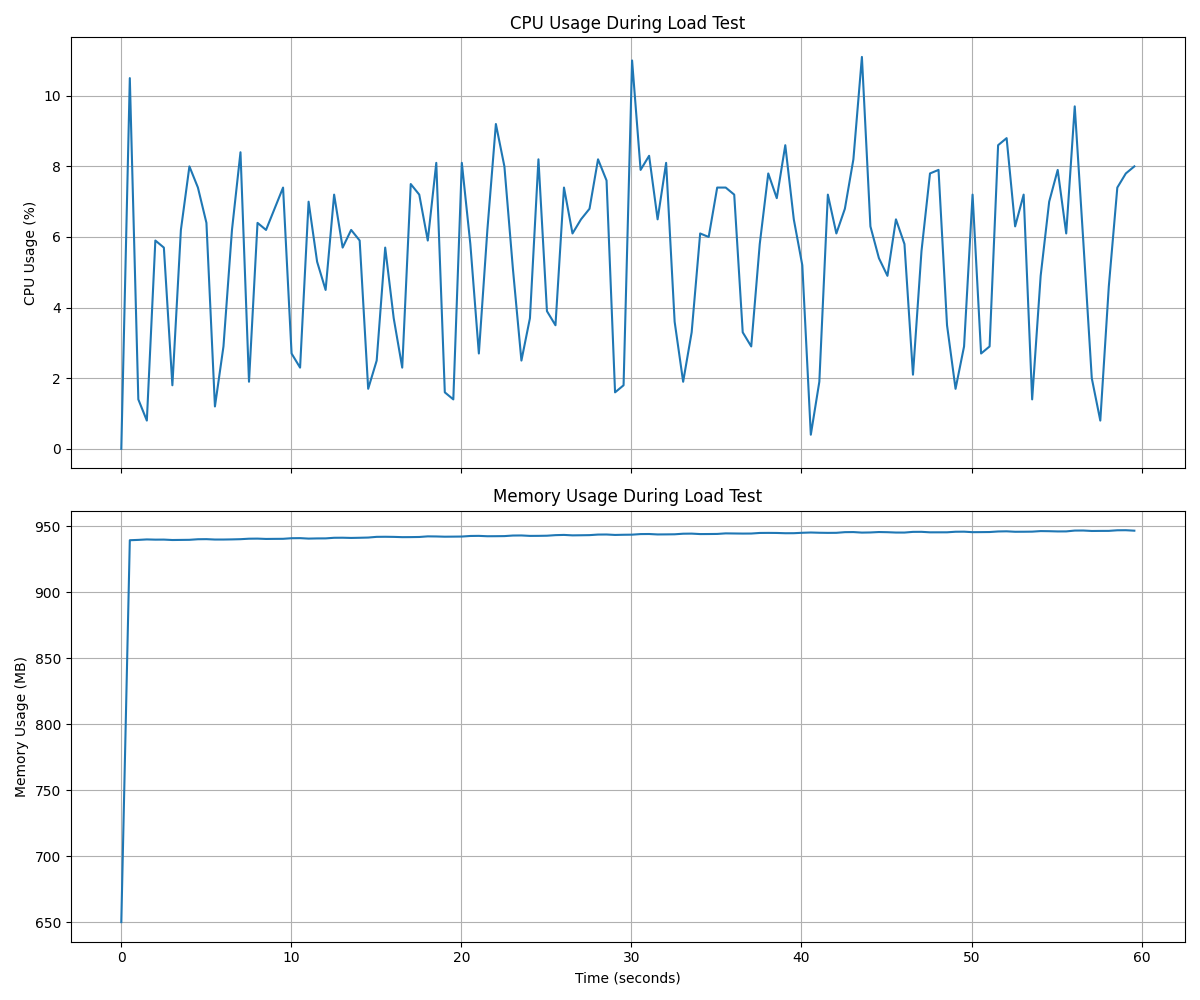 CPU Usage During Load Test
CPU Usage (%)
10
8
6
4
2
0
Memory Usage During Load Test
Memory Usage (MB)
950
900
850
800
750
700
650
0 10 20 30 40 50 60
Time (seconds)